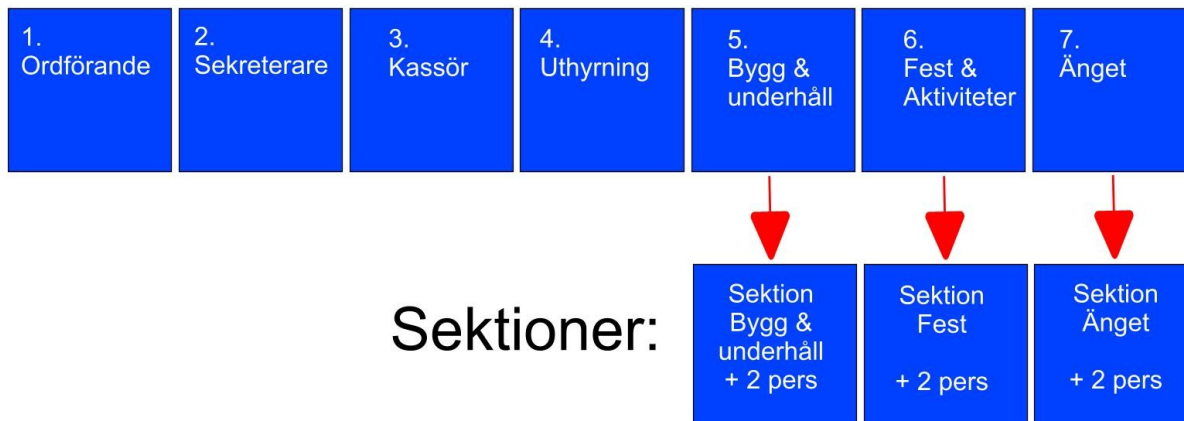 1.
Ordförande
2.
Sekreterare
3.
Kassör
4.
Uthyrning
5.
Bygg &
underhåll
6.
Fest &
Aktiviteter
7.
Änget
Sektioner:
Sektion
Bygg &
underhåll
+ 2 pers
Sektion
Fest
+ 2 pers
Sektion
Änget
+ 2 pers